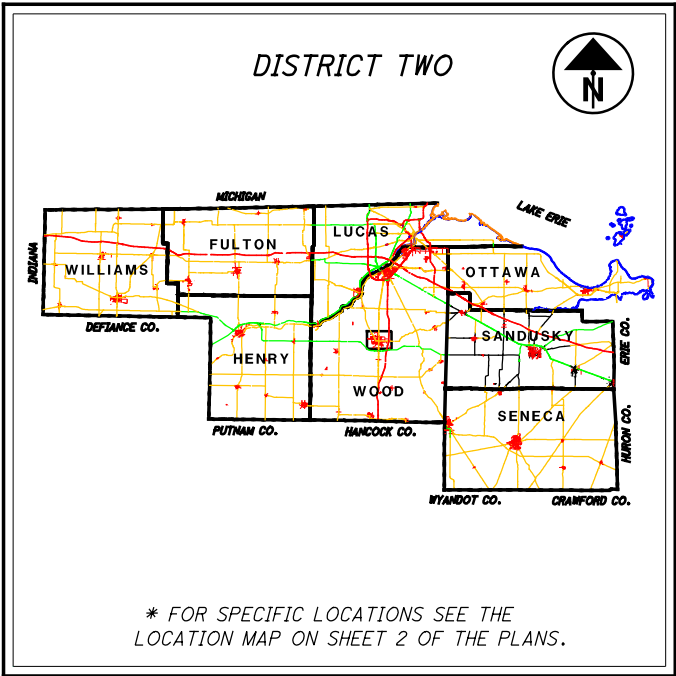 DISTRICT TWO
N
MICHIGAN
LAKE ERIE
INDIANA
LUCAS
FULTON
WILLIAMS
OTTAWA
DEFIANCE CO.
SANDUSKY
ERIE CO.
HENRY
WOOD
SENECA
HURON CO.
PUTNAM CO.
HANCOCK CO.
WYANDOT CO.
CRAWFORD CO.
* FOR SPECIFIC LOCATIONS SEE THE
LOCATION MAP ON SHEET 2 OF THE PLANS.